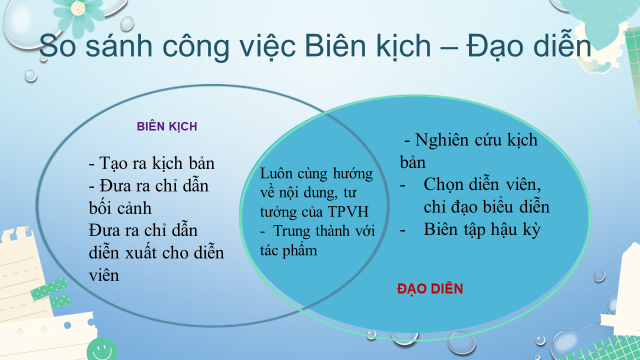 So sánh công việc Biên kịch – Đạo diễn
BIÊN KỊCH
- Tạo ra kịch bản
- Đưa ra chỉ dẫn
bối cảnh
Đưa ra chỉ dẫn
diễn xuất cho diễn
viên
Luôn cùng hướng
về nội dung, tư
tưởng của TPVH
- Trung thành với
tác phẩm
- Nghiên cứu kịch
bản
- Chọn diễn viên,
chỉ đạo biểu diễn
- Biên tập hậu kỳ
ĐẠO DIỄN